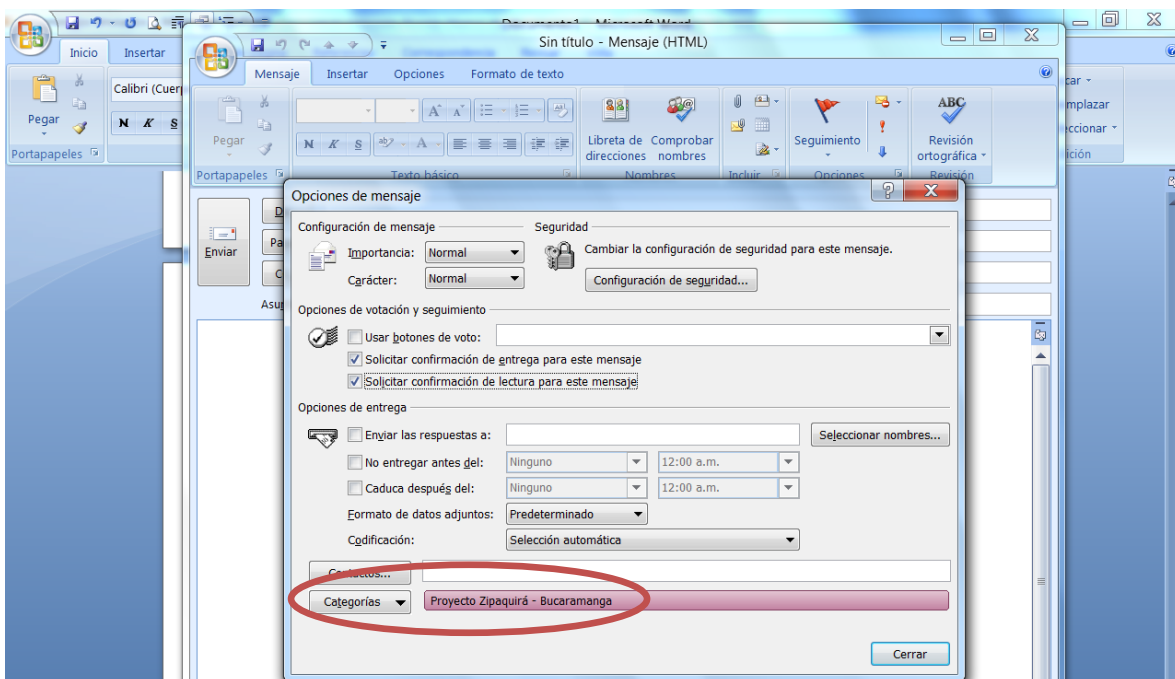 Documento1 - Microsoft Word
Sin título - Mensaje (HTML)
Inicio
Insertar
Mensaje
Insertar
Opciones
Formato de texto
Pegar
Calibri (Cuerp
N K S
Portapapeles
Pegar
Portapapeles
N K S
Texto básico
Libreta de direcciones
Comprobar nombres
Nombres
Incluir
Seguimiento
Opciones
ABC
Revisión ortográfica
Revisión
Enviar
Opciones de mensaje
Configuración de mensaje
Seguridad
Importancia: Normal
Cambiar la configuración de seguridad para este mensaje.
Carácter: Normal
Configuración de seguridad...
Opciones de votación y seguimiento
Usar botones de voto:
Solicitar confirmación de entrega para este mensaje
Solicitar confirmación de lectura para este mensaje
Opciones de entrega
Enviar las respuestas a:
Seleccionar nombres...
No entregar antes del: Ninguno 12:00 a.m.
Caduca después del: Ninguno 12:00 a.m.
Formato de datos adjuntos: Predeterminado
Codificación: Selección automática
Contactos...
Categorías Proyecto Zipaquirá - Bucaramanga
Cerrar